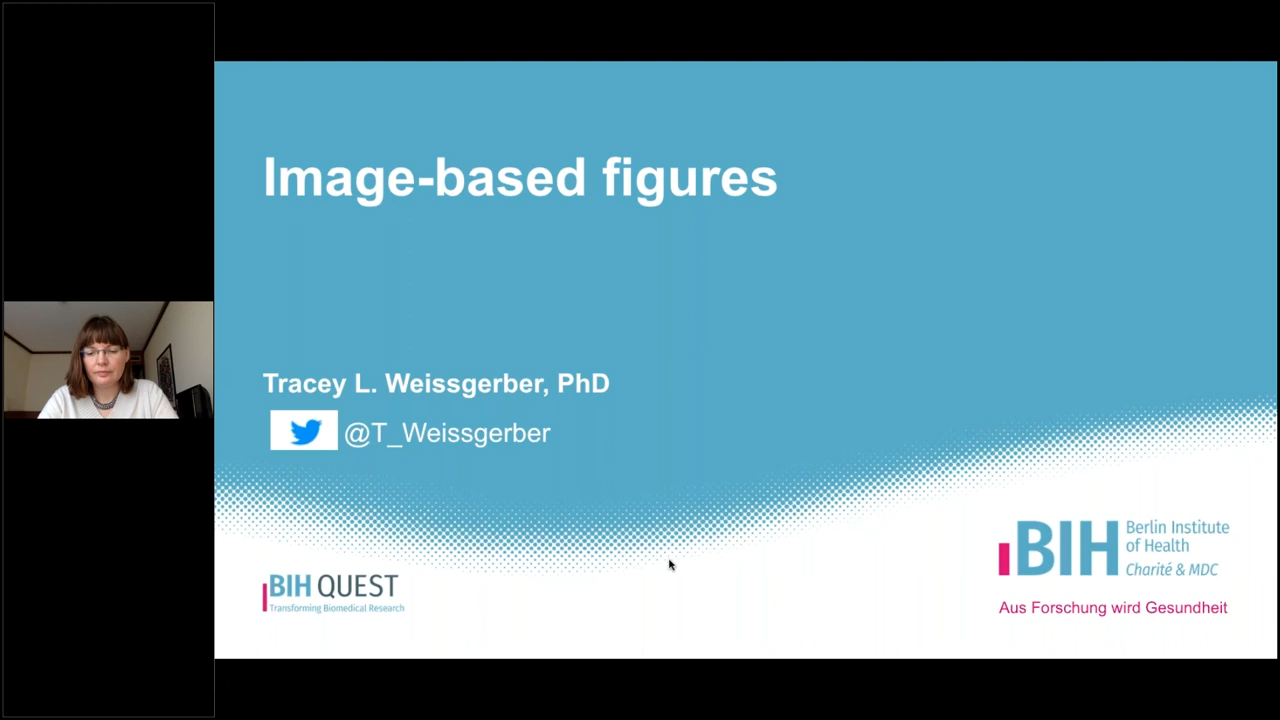 Image-based figures
Tracey L. Weissgerber, PhD
@T_Weissgerber
BIH QUEST
Transforming Biomedical Research
BIH
Berlin Institute
of Health
Charité & MDC
Aus Forschung wird Gesundheit